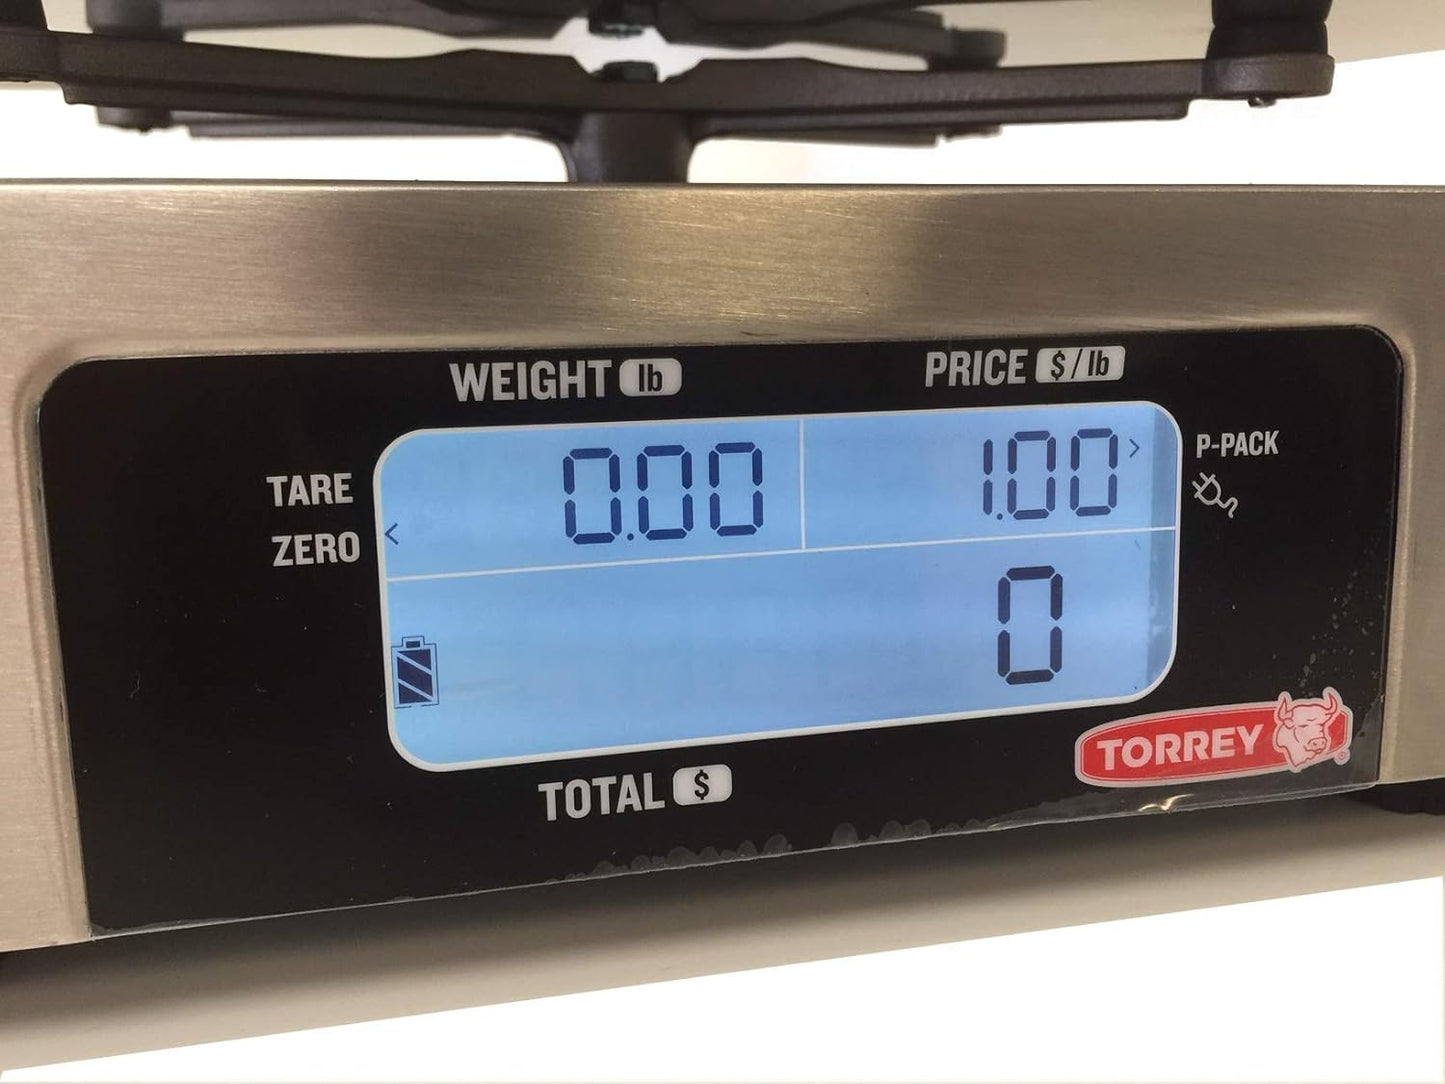 WEIGHT lb
PRICE $/lb
TARE
ZERO
<
0.00
1.00
>
P-PACK
0
TOTAL $
TORREY
®